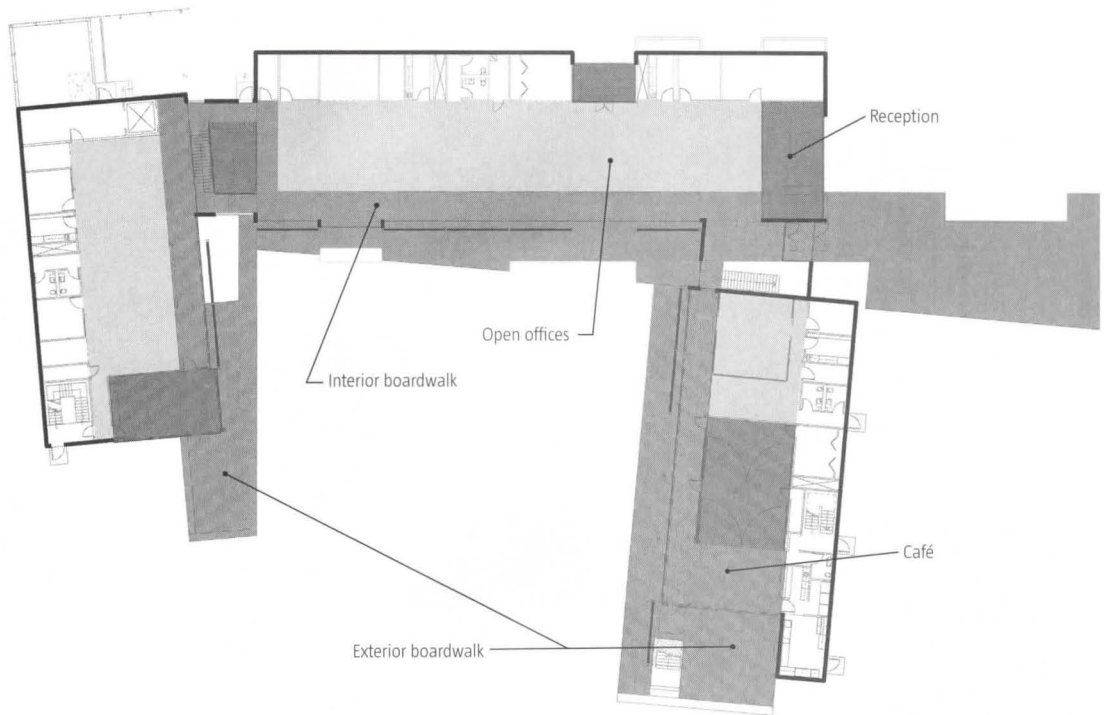 Reception
Open offices
Interior boardwalk
Café
Exterior boardwalk